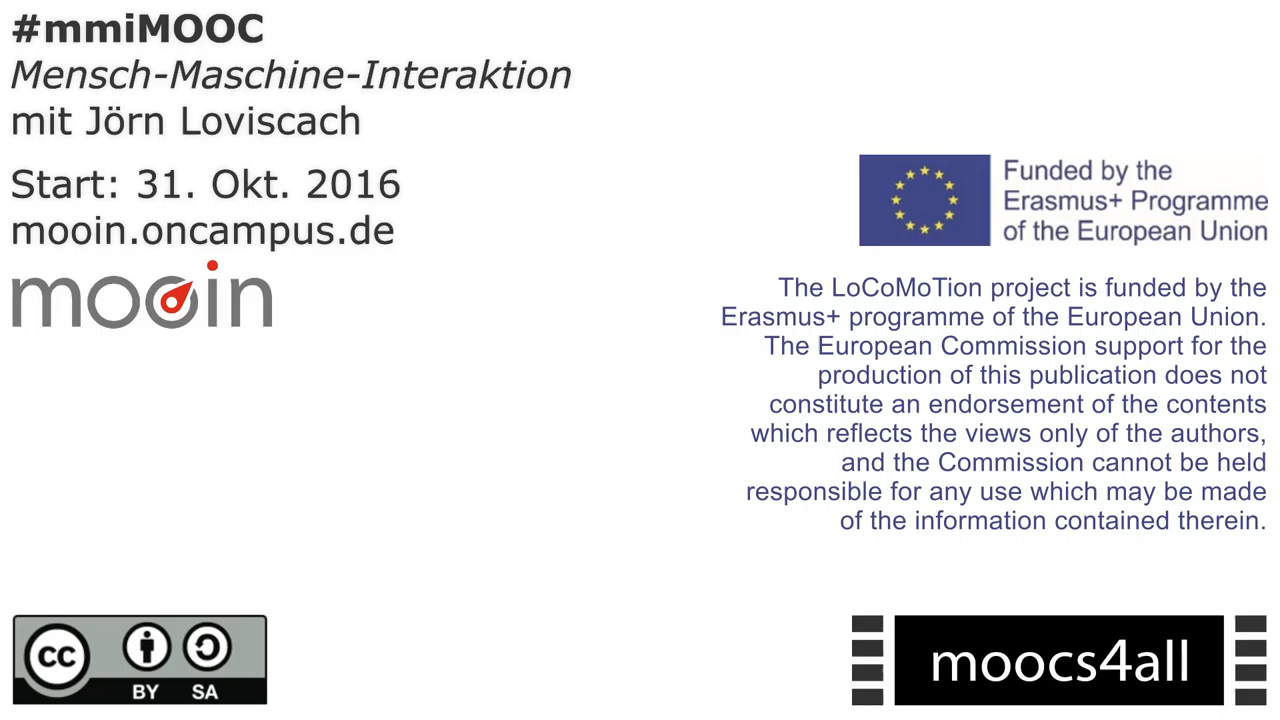 #mmiMOOC
Mensch-Maschine-Interaktion
mit Jörn Loviscach
Start: 31. Okt. 2016
mooin.oncampus.de
mooin
Funded by the
Erasmus+ Programme
of the European Union
The LoCoMoTion project is funded by the
Erasmus+ programme of the European Union.
The European Commission support for the
production of this publication does not
constitute an endorsement of the contents
which reflects the views only of the authors,
and the Commission cannot be held
responsible for any use which may be made
of the information contained therein.
cc
BY SA
moocs4all